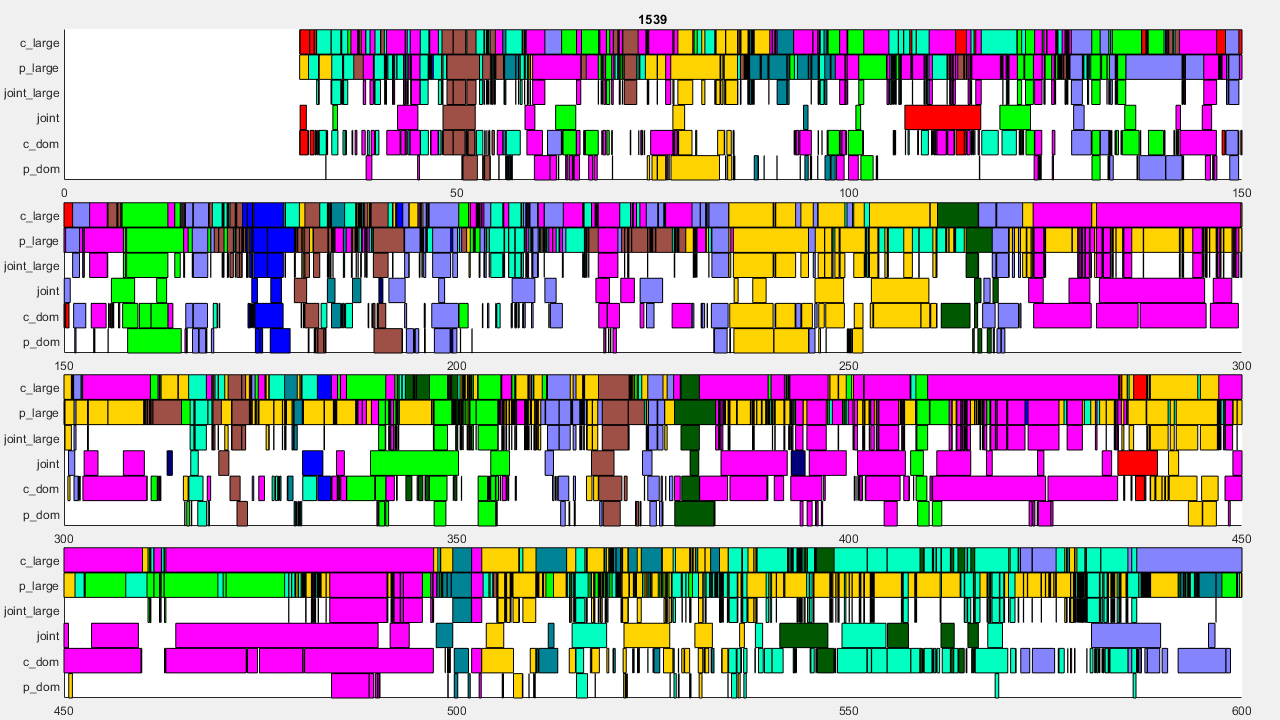 1539
c_large
p_large
joint_large
joint
c_dom
p_dom
0 50 100 150
c_large
p_large
joint_large
joint
c_dom
p_dom
150 200 250 300
c_large
p_large
joint_large
joint
c_dom
p_dom
300 350 400 450
c_large
p_large
joint_large
joint
c_dom
p_dom
450 500 550 600